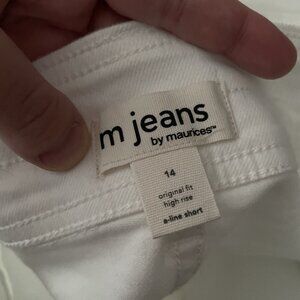 m jeans
by maurices™
14
original fit
high rise
a-line short